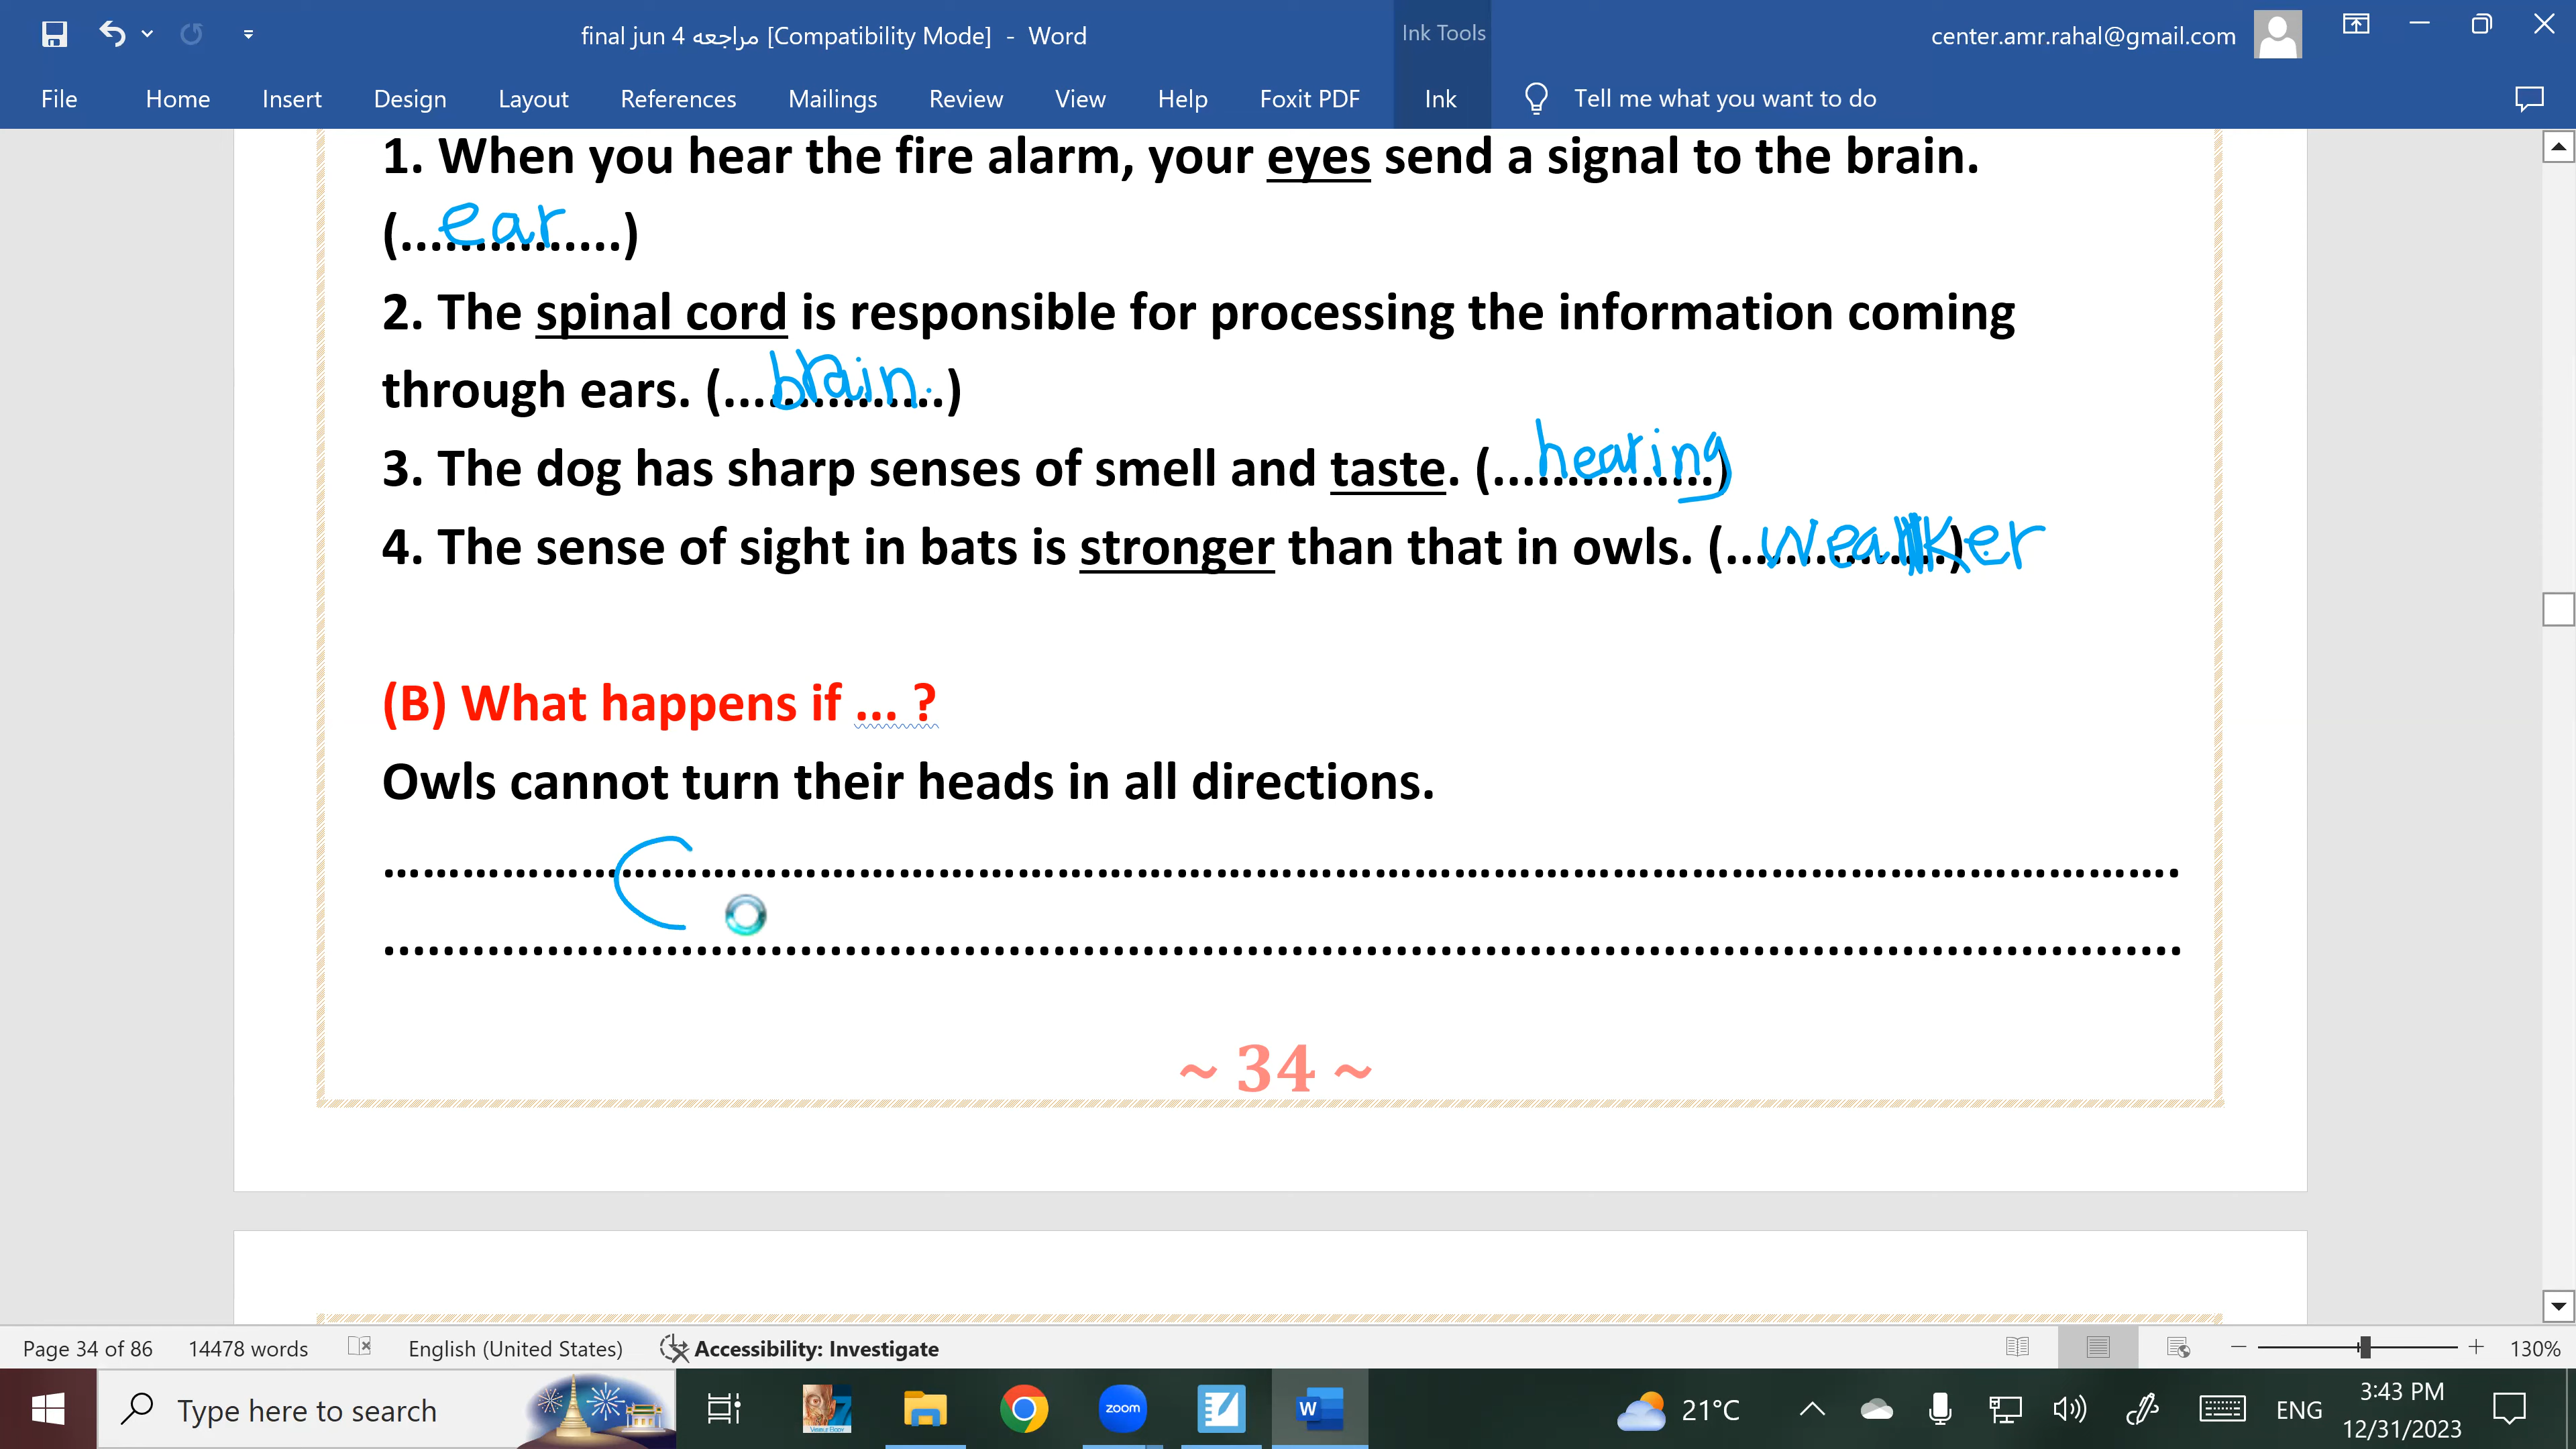 final jun 4 مراجعه [Compatibility Mode] - Word
Ink Tools
center.amr.rahal@gmail.com
File Home Insert Design Layout References Mailings Review View Help Foxit PDF Ink Tell me what you want to do
1. When you hear the fire alarm, your eyes send a signal to the brain.
(...ear...............)
2. The spinal cord is responsible for processing the information coming
through ears. (...brain...............)
3. The dog has sharp senses of smell and taste. (...hearing...............)
4. The sense of sight in bats is stronger than that in owls. (...weaker...............)
(B) What happens if ... ?
Owls cannot turn their heads in all directions.
~ 34 ~
Page 34 of 86 14478 words English (United States) Accessibility: Investigate 130%
Type here to search
zoom
W
21°C
ENG
3:43 PM
12/31/2023